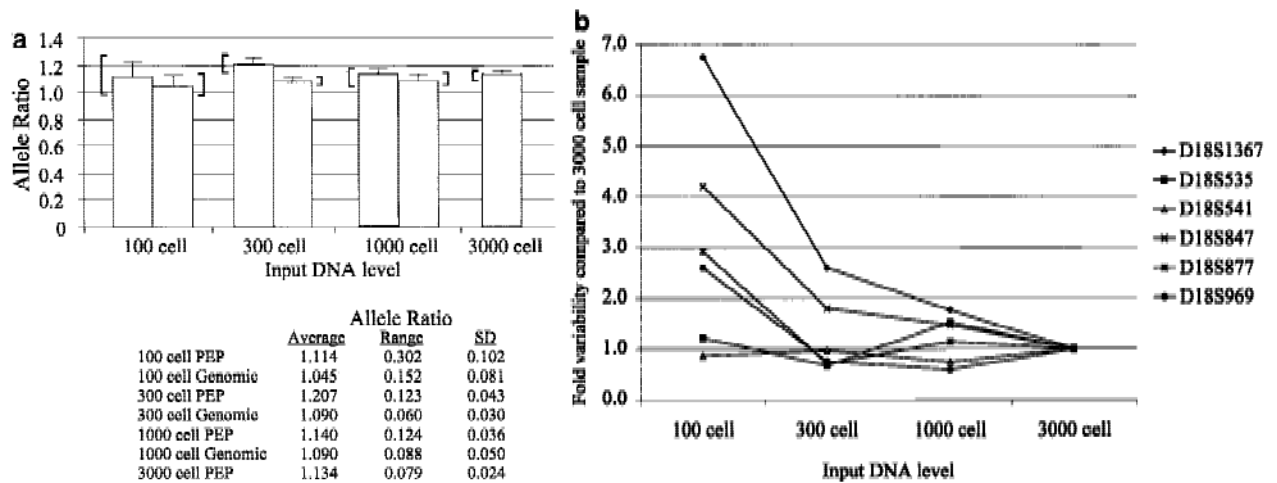 a
1.4
1.2
1.0
0.8
0.6
0.4
0.2
0
Allele Ratio
100 cell 300 cell 1000 cell 3000 cell
Input DNA level
Allele Ratio
Average Range SD
100 cell PEP 1.114 0.302 0.102
100 cell Genomic 1.045 0.152 0.081
300 cell PEP 1.207 0.123 0.043
300 cell Genomic 1.090 0.060 0.030
1000 cell PEP 1.140 0.124 0.036
1000 cell Genomic 1.090 0.088 0.050
3000 cell PEP 1.134 0.079 0.024
b
Fold variability compared to 3000 cell sample
7.0
6.0
5.0
4.0
3.0
2.0
1.0
0.0
100 cell 300 cell 1000 cell 3000 cell
Input DNA level
D18S1367
D18S535
D18S541
D18S847
D18S877
D18S969